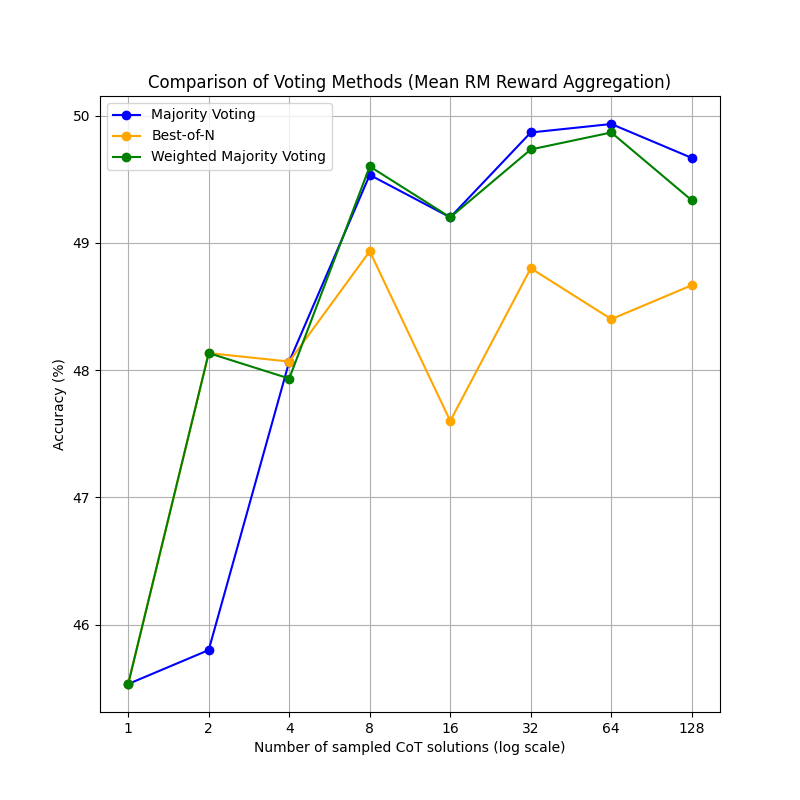 Comparison of Voting Methods (Mean RM Reward Aggregation)
Majority Voting
Best-of-N
Weighted Majority Voting
50
49
48
47
46
Accuracy (%)
1 2 4 8 16 32 64 128
Number of sampled CoT solutions (log scale)